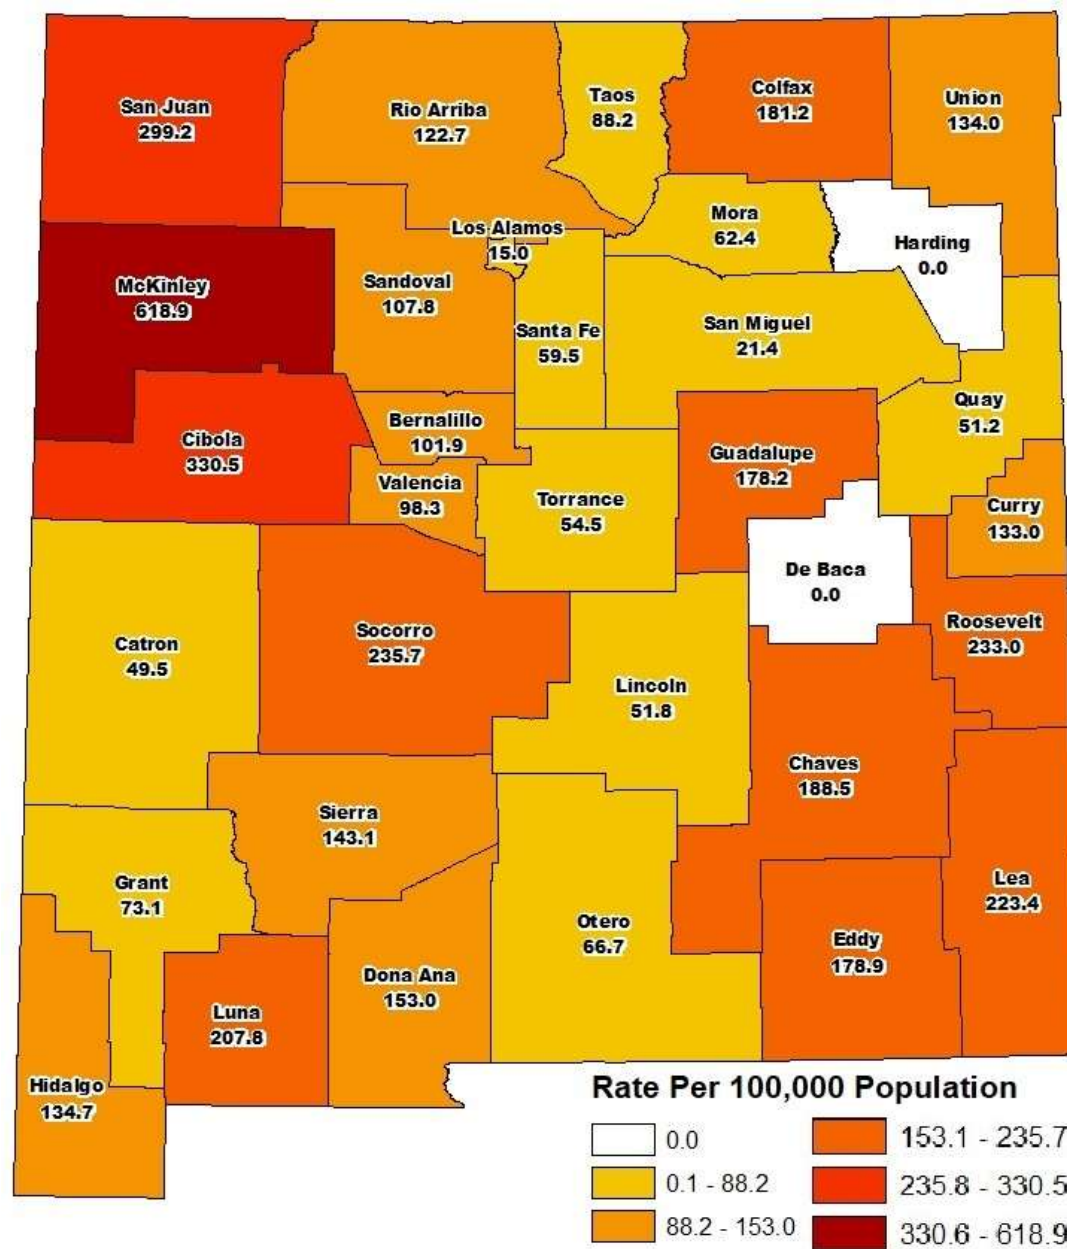 San Juan
299.2
Rio Arriba
122.7
Taos
88.2
Colfax
181.2
Union
134.0
Los Alamos
15.0
Mora
62.4
Harding
0.0
McKinley
618.9
Sandoval
107.8
Santa Fe
59.5
San Miguel
21.4
Quay
51.2
Cibola
330.5
Bernalillo
101.9
Guadalupe
178.2
Valencia
98.3
Torrance
54.5
Curry
133.0
De Baca
0.0
Catron
49.5
Socorro
235.7
Roosevelt
233.0
Lincoln
51.8
Chaves
188.5
Sierra
143.1
Grant
73.1
Otero
66.7
Lea
223.4
Eddy
178.9
Dona Ana
153.0
Luna
207.8
Hidalgo
134.7
Rate Per 100,000 Population
0.0
0.1 - 88.2
88.2 - 153.0
153.1 - 235.7
235.8 - 330.5
330.6 - 618.9